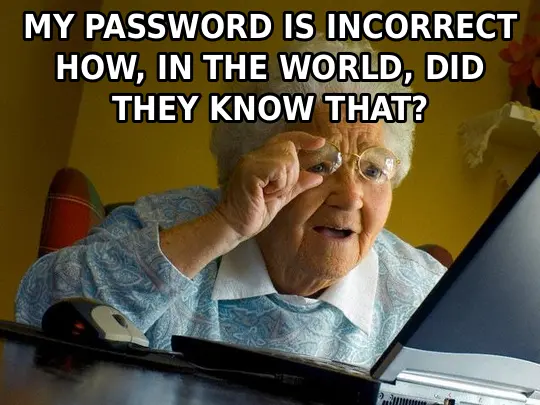 MY PASSWORD IS INCORRECT
HOW, IN THE WORLD, DID
THEY KNOW THAT?